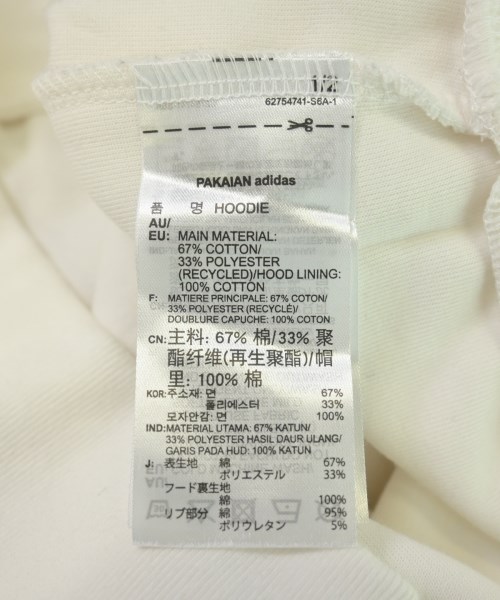 1/2
62754741-S6A-1
PAKAIAN adidas
品 名 HOODIE
AU/
EU: MAIN MATERIAL:
67% COTTON/
33% POLYESTER
(RECYCLED)/HOOD LINING:
100% COTTON
F: MATIERE PRINCIPALE: 67% COTON/
33% POLYESTER (RECYCLÉ)/
DOUBLURE CAPUCHE: 100% COTON
CN: 主料: 67% 棉/33% 聚
酯纤维(再生聚酯)/帽
里: 100% 棉
KOR: 주소재: 면 67%
폴리에스터 33%
모자안감: 면 100%
IND: MATERIAL UTAMA: 67% KATUN/
33% POLYESTER HASIL DAUR ULANG/
GARIS PADA HUD: 100% KATUN
J: 表生地 綿 67%
ポリエステル 33%
フード裏生地
綿 100%
リブ部分 綿 95%
ポリウレタン 5%